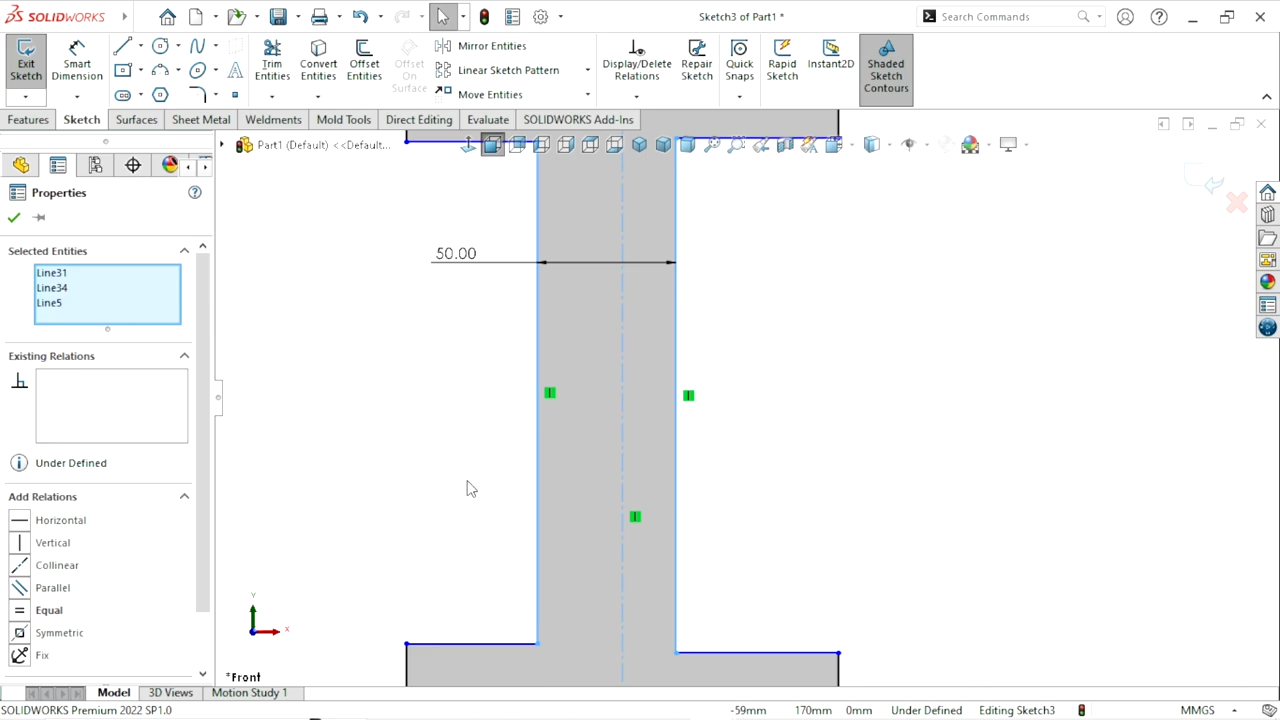 SOLIDWORKS
Sketch3 of Part1 *
Search Commands
Exit Sketch
Smart Dimension
Trim Entities
Convert Entities
Offset Entities
Offset On Surface
Mirror Entities
Linear Sketch Pattern
Move Entities
Display/Delete Relations
Repair Sketch
Quick Snaps
Rapid Sketch
Instant2D
Shaded Sketch Contours
Features
Sketch
Surfaces
Sheet Metal
Weldments
Mold Tools
Direct Editing
Evaluate
SOLIDWORKS Add-Ins
Part1 (Default) <<Default...
Properties
Selected Entities
Line31
Line34
Line5
Existing Relations
Under Defined
Add Relations
Horizontal
Vertical
Collinear
Parallel
Equal
Symmetric
Fix
50.00
Y
X
*Front
Model
3D Views
Motion Study 1
SOLIDWORKS Premium 2022 SP1.0
-59mm
170mm
0mm
Under Defined
Editing Sketch3
MMGS